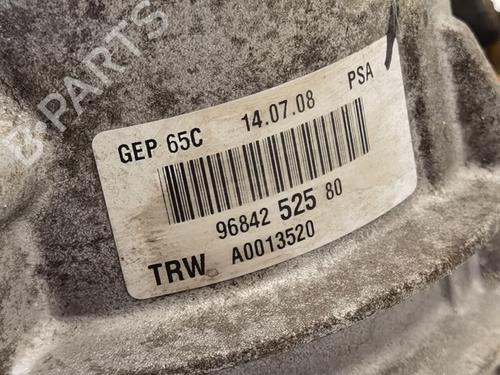 GEP 65C 14.07.08 PSA
96842 525 80
TRW A0013520
B-PARTS